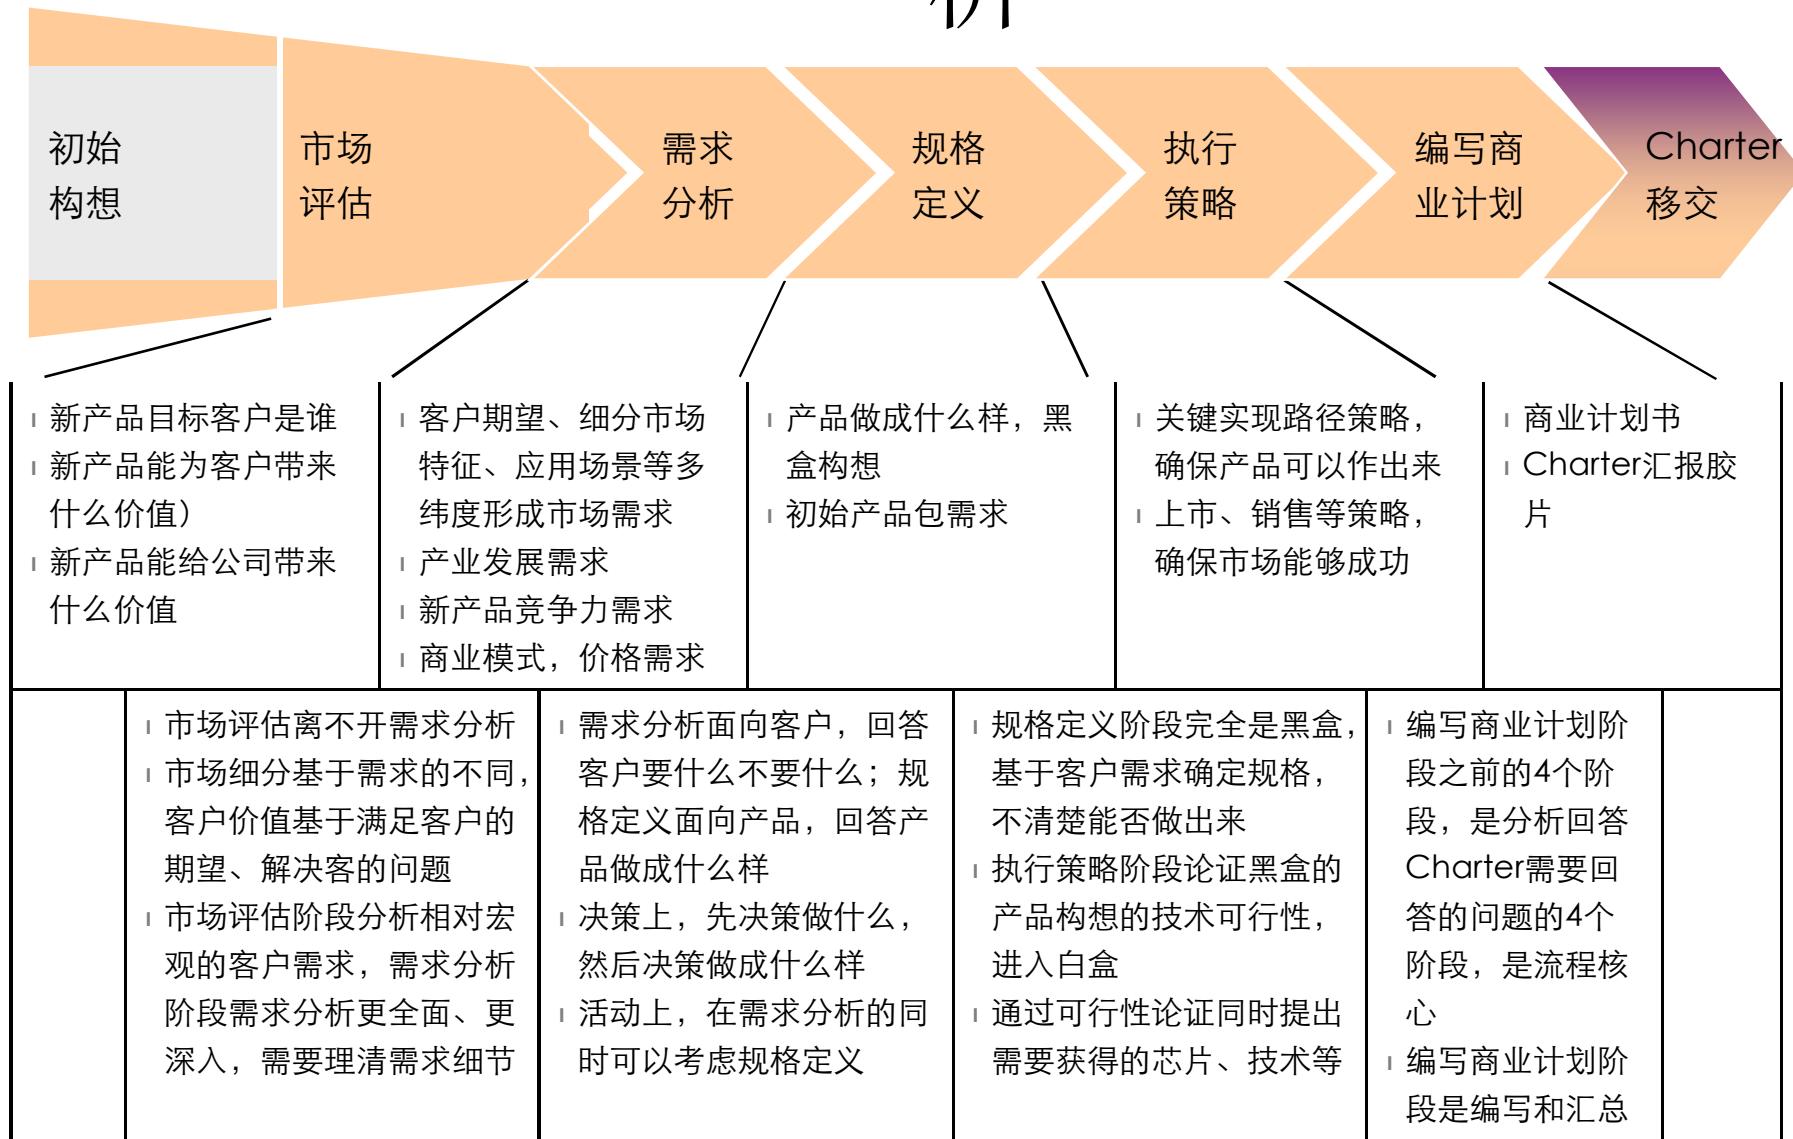 析
初始
构想
市场
评估
需求
分析
规格
定义
执行
策略
编写商
业计划
Charter
移交
新产品目标客户是谁
新产品能为客户带来
什么价值）
新产品能给公司带来
什么价值
客户期望、细分市场
特征、应用场景等多
纬度形成市场需求
产业发展需求
新产品竞争力需求
商业模式，价格需求
产品做成什么样，黑
盒构想
初始产品包需求
关键实现路径策略，
确保产品可以作出来
上市、销售等策略，
确保市场能够成功
商业计划书
Charter汇报胶
片
市场评估离不开需求分析
市场细分基于需求的不同，
客户价值基于满足客户的
期望、解决客的问题
市场评估阶段分析相对宏
观的客户需求，需求分析
阶段需求分析更全面、更
深入，需要理清需求细节
需求分析面向客户，回答
客户要什么不要什么；规
格定义面向产品，回答产
品做成什么样
决策上，先决策做什么，
然后决策做成什么样
活动上，在需求分析的同
时可以考虑规格定义
规格定义阶段完全是黑盒，
基于客户需求确定规格，
不清楚能否做出来
执行策略阶段论证黑盒的
产品构想的技术可行性，
进入白盒
通过可行性论证同时提出
需要获得的芯片、技术等
编写商业计划阶
段之前的4个阶
段，是分析回答
Charter需要回
答的问题的4个
阶段，是流程核
心
编写商业计划阶
段是编写和汇总